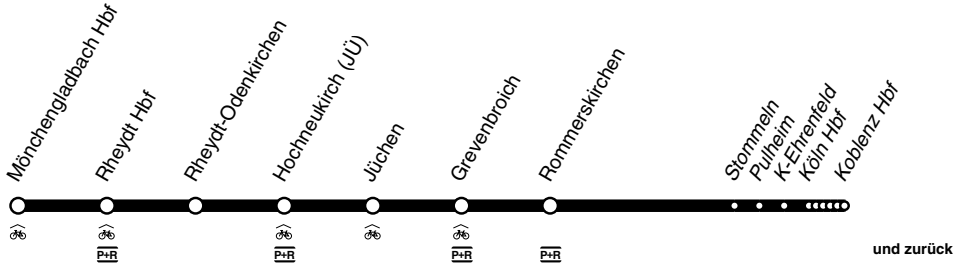 Mönchengladbach Hbf
Rheydt Hbf
Rheydt-Odenkirchen
Hochneukirch (JÜ)
Jüchen
Grevenbroich
Rommerskirchen
Stommeln
Pulheim
K-Ehrenfeld
Köln Hbf
Koblenz Hbf
P+R
P+R
P+R
P+R
und zurück